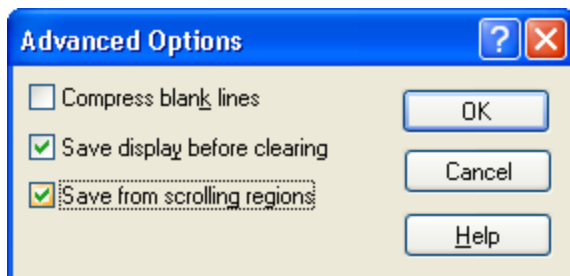 Advanced Options
?
Compress blank lines
OK
Save display before clearing
Cancel
Save from scrolling regions
Help